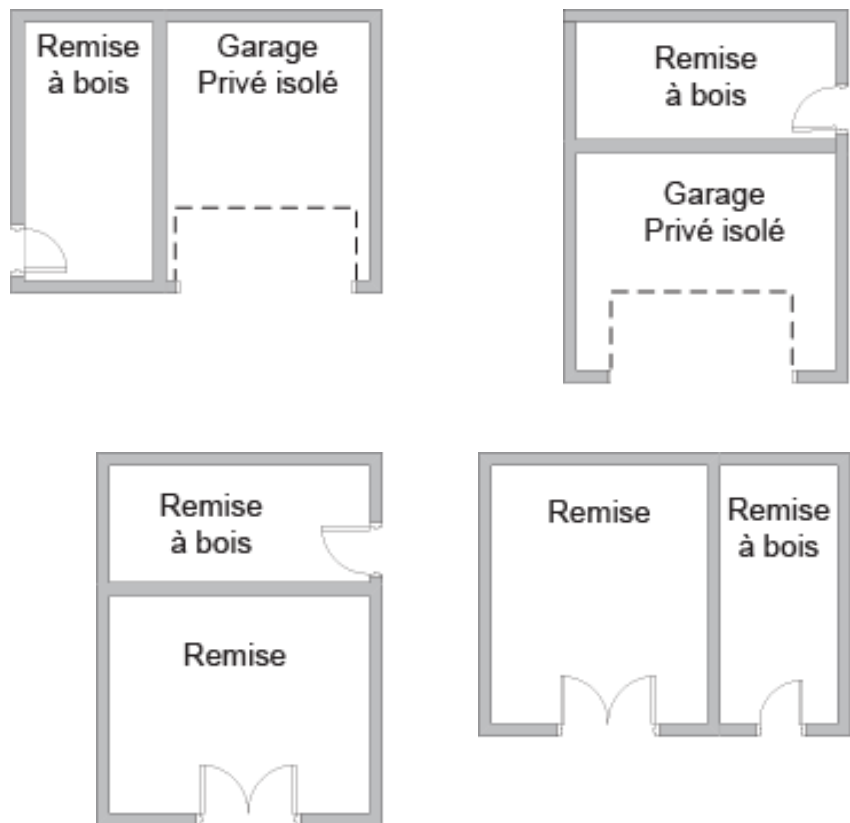 Remise
à bois
Garage
Privé isolé
Remise
à bois
Garage
Privé isolé
Remise
à bois
Remise
Remise
Remise
à bois